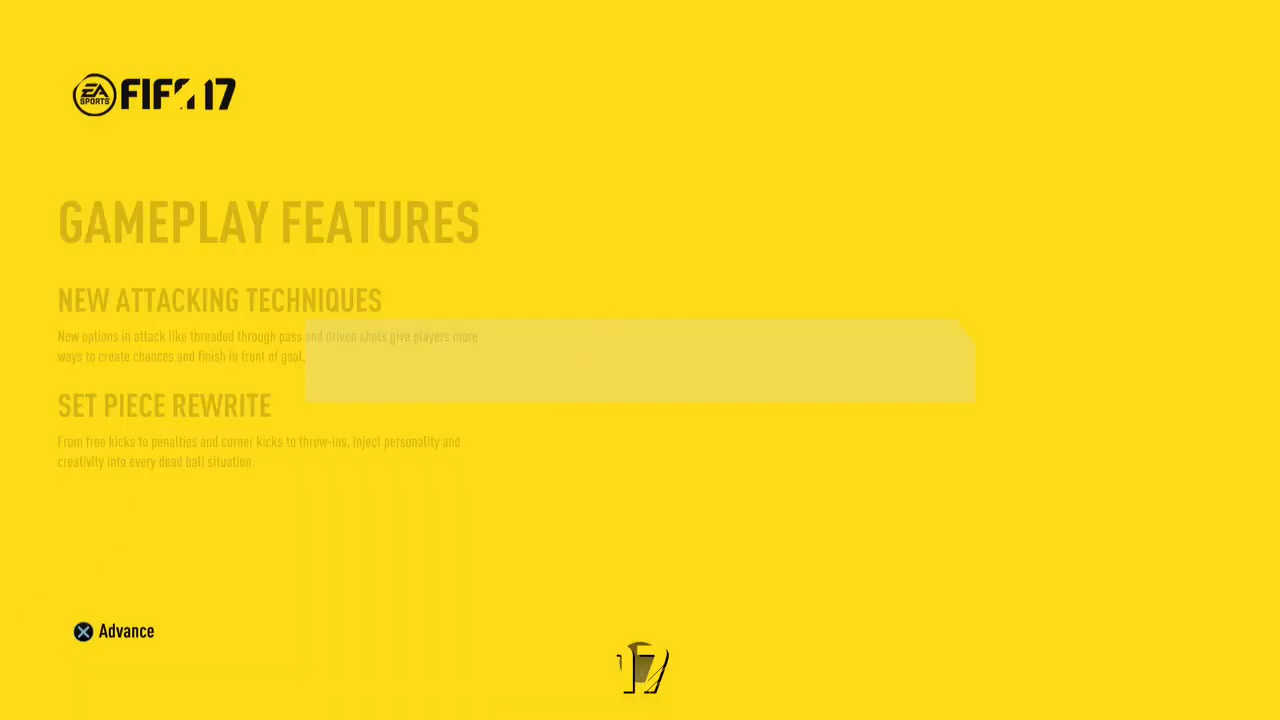 EA
SPORTS
FIFA 17
GAMEPLAY FEATURES
NEW ATTACKING TECHNIQUES
New options in attack like threaded through pass and driven shots give players more
ways to create chances and finish in front of goal.
SET PIECE REWRITE
From free kicks to penalties and corner kicks to throw-ins, inject personality and
creativity into every dead ball situation.
Advance
17